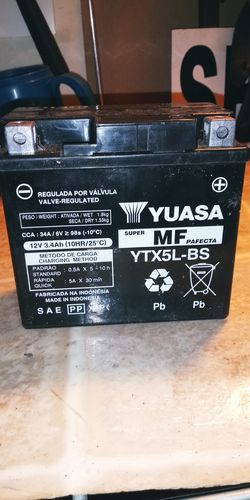 REGULADA POR VÁLVULA
VALVE-REGULATED
PESO / WEIGHT : ATIVADA / WET 1.8kg
SECA / DRY 1.53kg
CCA : 34A / 6V ≥ 98s (-10°C)
12V 3.4Ah (10HR/25°C)
METODO DE CARGA
CHARGING METHOD
PADRÃO
STANDARD : 0.5A X 5 - 10 h
RÁPIDA
QUICK : 5A X 30 min
FABRICADA NA INDONÉSIA
MADE IN INDONESIA
SAE PP PP
YUASA
SUPER MF PAFECTA
YTX5L-BS
Pb Pb